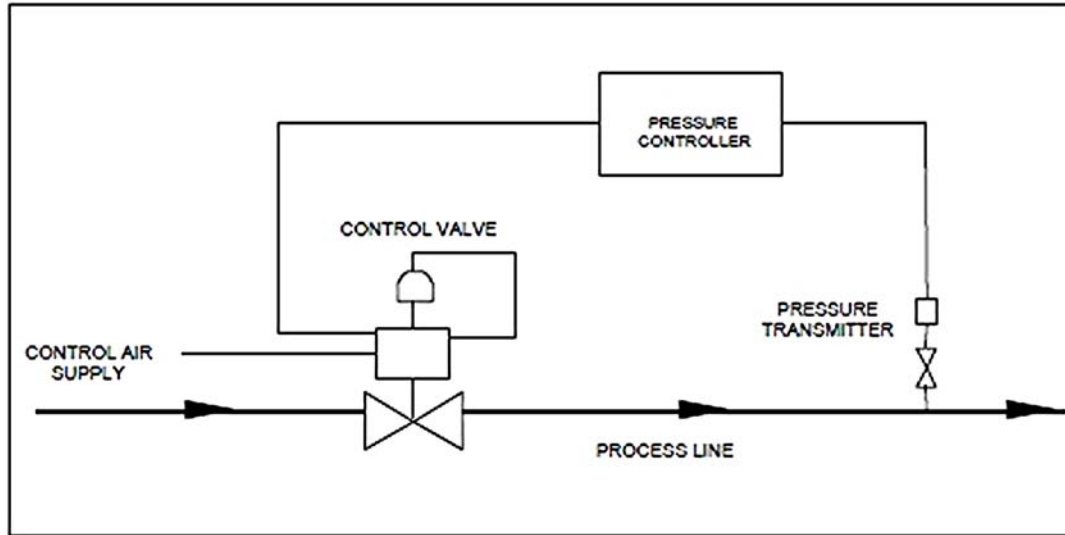 PRESSURE
CONTROLLER
CONTROL VALVE
PRESSURE
TRANSMITTER
CONTROL AIR
SUPPLY
PROCESS LINE